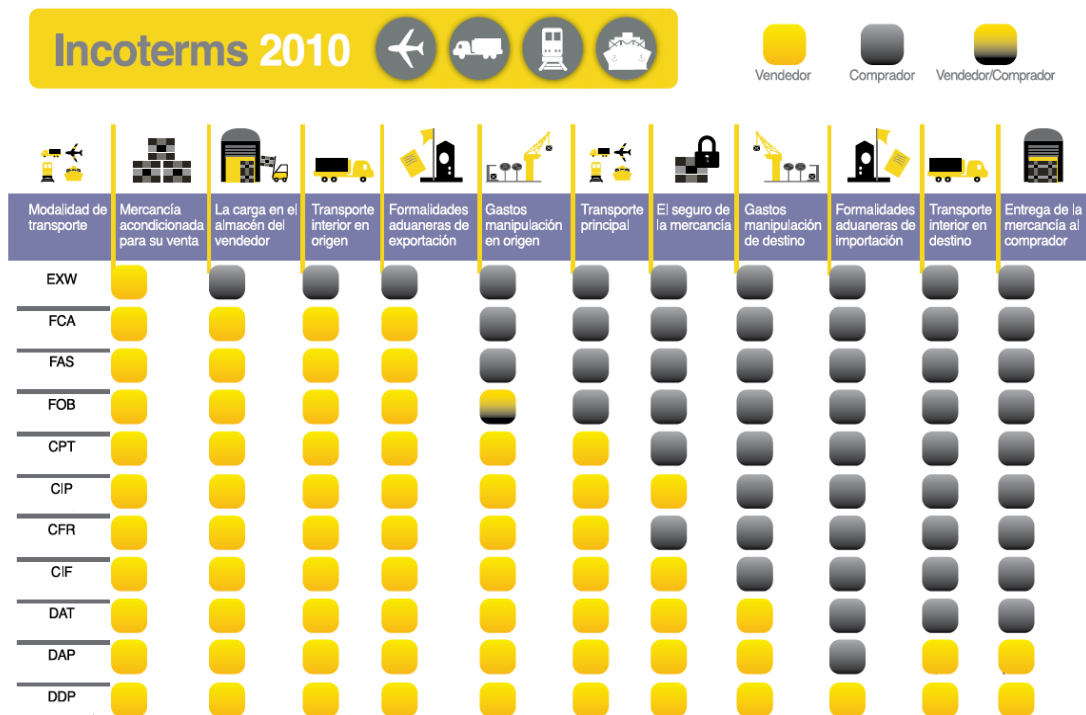 Incoterms 2010
Vendedor
Comprador
Vendedor/Comprador
Modalidad de
transporte
Mercancía
acondicionada
para su venta
La carga en el
almacén del
vendedor
Transporte
interior en
origen
Formalidades
aduaneras de
exportación
Gastos
manipulación
en origen
Transporte
principal
El seguro de
la mercancía
Gastos
manipulación
de destino
Formalidades
aduaneras de
importación
Transporte
interior en
destino
Entrega de la
mercancía al
comprador
EXW
FCA
FAS
FOB
CPT
CIP
CFR
CIF
DAT
DAP
DDP